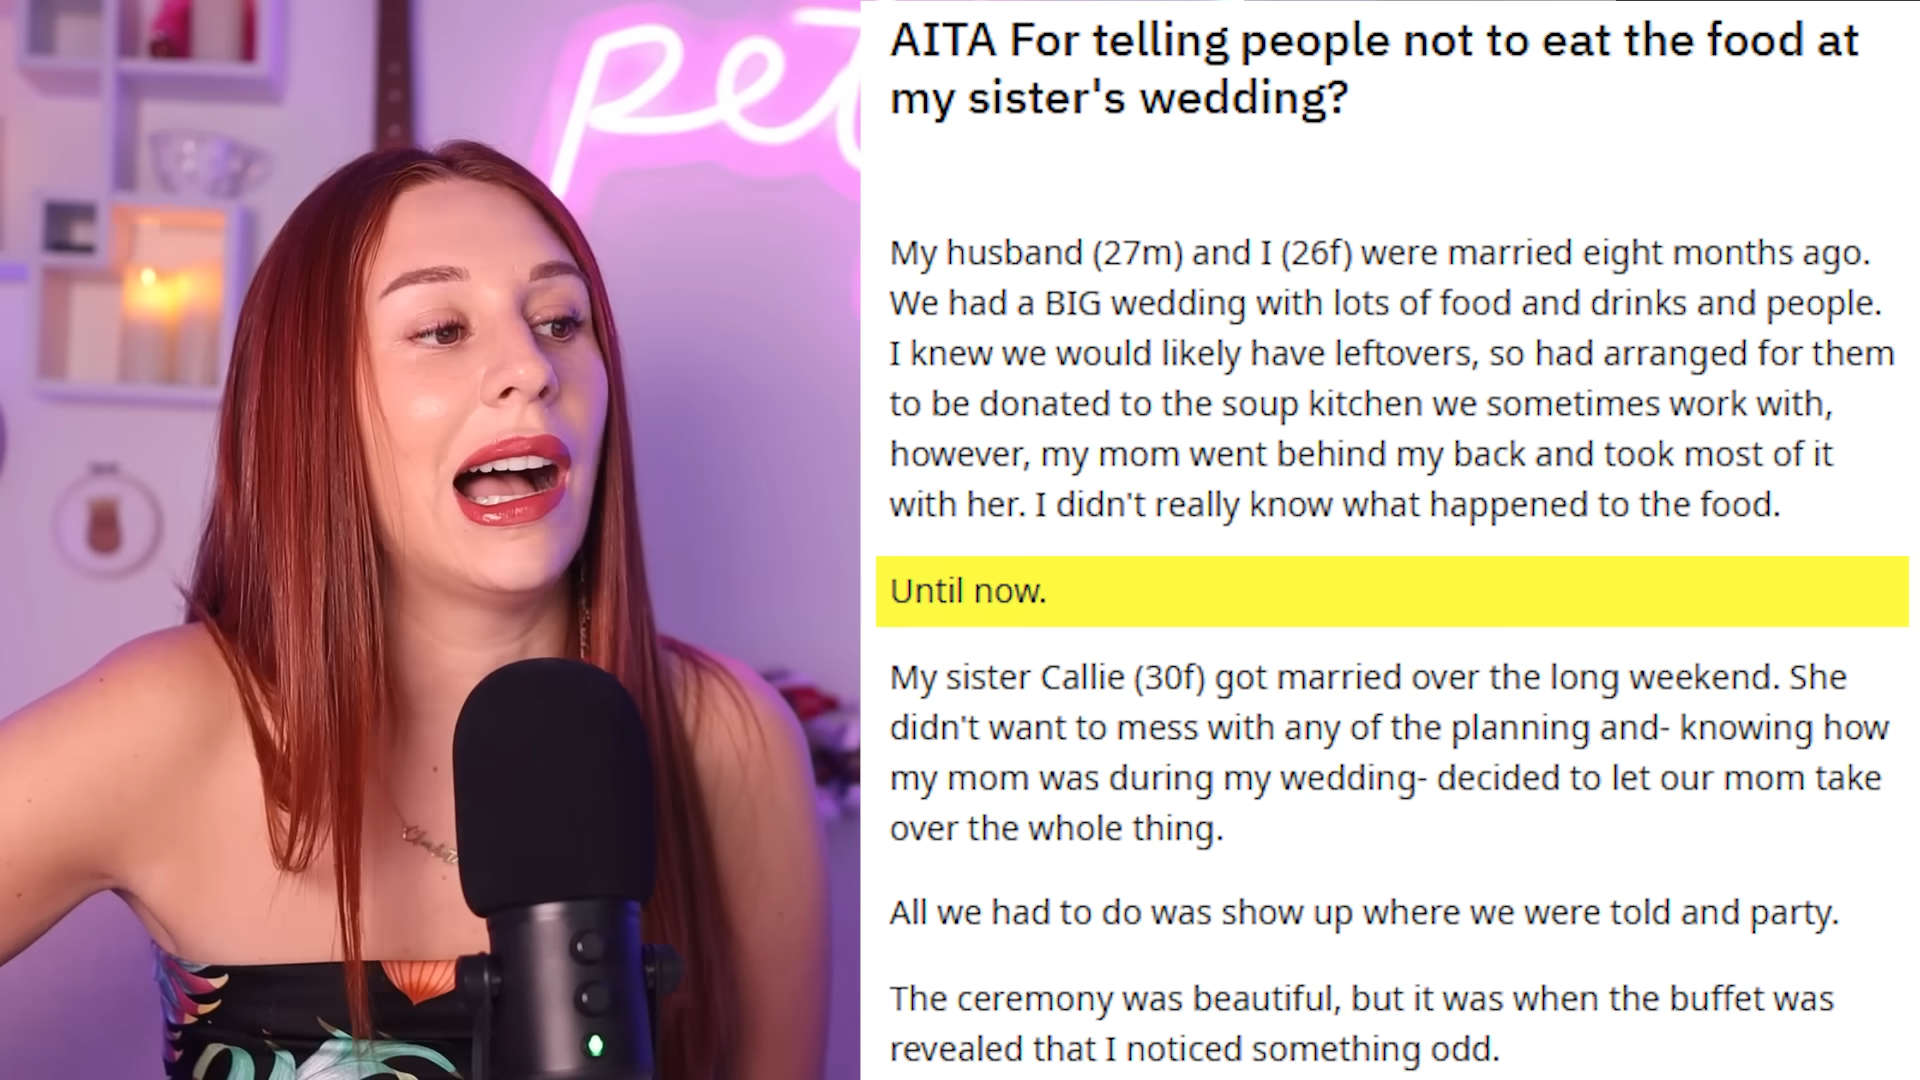 pet
AITA For telling people not to eat the food at
my sister's wedding?
My husband (27m) and I (26f) were married eight months ago.
We had a BIG wedding with lots of food and drinks and people.
I knew we would likely have leftovers, so had arranged for them
to be donated to the soup kitchen we sometimes work with,
however, my mom went behind my back and took most of it
with her. I didn't really know what happened to the food.
Until now.
My sister Callie (30f) got married over the long weekend. She
didn't want to mess with any of the planning and- knowing how
my mom was during my wedding- decided to let our mom take
over the whole thing.
All we had to do was show up where we were told and party.
The ceremony was beautiful, but it was when the buffet was
revealed that I noticed something odd.